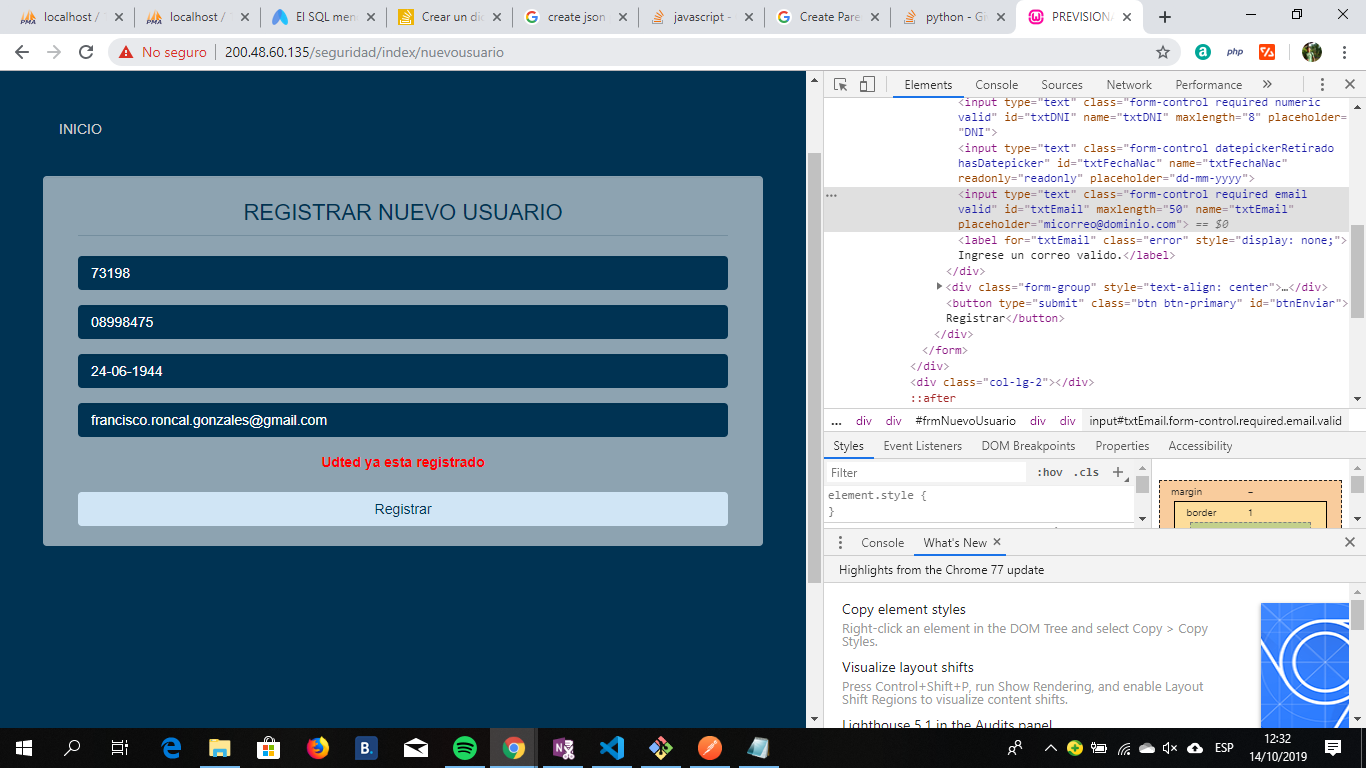 localhost /
localhost / 
El SQL men
Crear un dic
create json
javascript -
Create Pare
python - Gi
PREVISIONA
No seguro
200.48.60.135/seguridad/index/nuevousuario
php
INICIO
REGISTRAR NUEVO USUARIO
73198
08998475
24-06-1944
francisco.roncal.gonzales@gmail.com
Udted ya esta registrado
Registrar
Elements Console Sources Network Performance »
<input type="text" class="form-control required numeric
valid" id="txtDNI" name="txtDNI" maxlength="8" placeholder=
"DNI">
<input type="text" class="form-control datepickerRetirado
hasDatepicker" id="txtFechaNac" name="txtFechaNac"
readonly="readonly" placeholder="dd-mm-yyyy">
<input type="text" class="form-control required email
valid" id="txtEmail" maxlength="50" name="txtEmail"
placeholder="micorreo@dominio.com"> == $0
<label for="txtEmail" class="error" style="display: none;">
Ingrese un correo valido.</label>
</div>
<div class="form-group" style="text-align: center">…</div>
<button type="submit" class="btn btn-primary" id="btnEnviar">
Registrar</button>
</div>
</form>
</div>
<div class="col-lg-2"></div>
::after
... div div #frmNuevoUsuario div div input#txtEmail.form-control.required.email.valid
Styles Event Listeners DOM Breakpoints Properties Accessibility
Filter :hov .cls +
element.style {
}
margin –
border 1
Console What's New
Highlights from the Chrome 77 update
Copy element styles
Right-click an element in the DOM Tree and select Copy > Copy
Styles.
Visualize layout shifts
Press Control+Shift+P, run Show Rendering, and enable Layout
Shift Regions to visualize content shifts.
Lighthouse 5.1 in the Audits panel
B.
ESP
12:32
14/10/2019